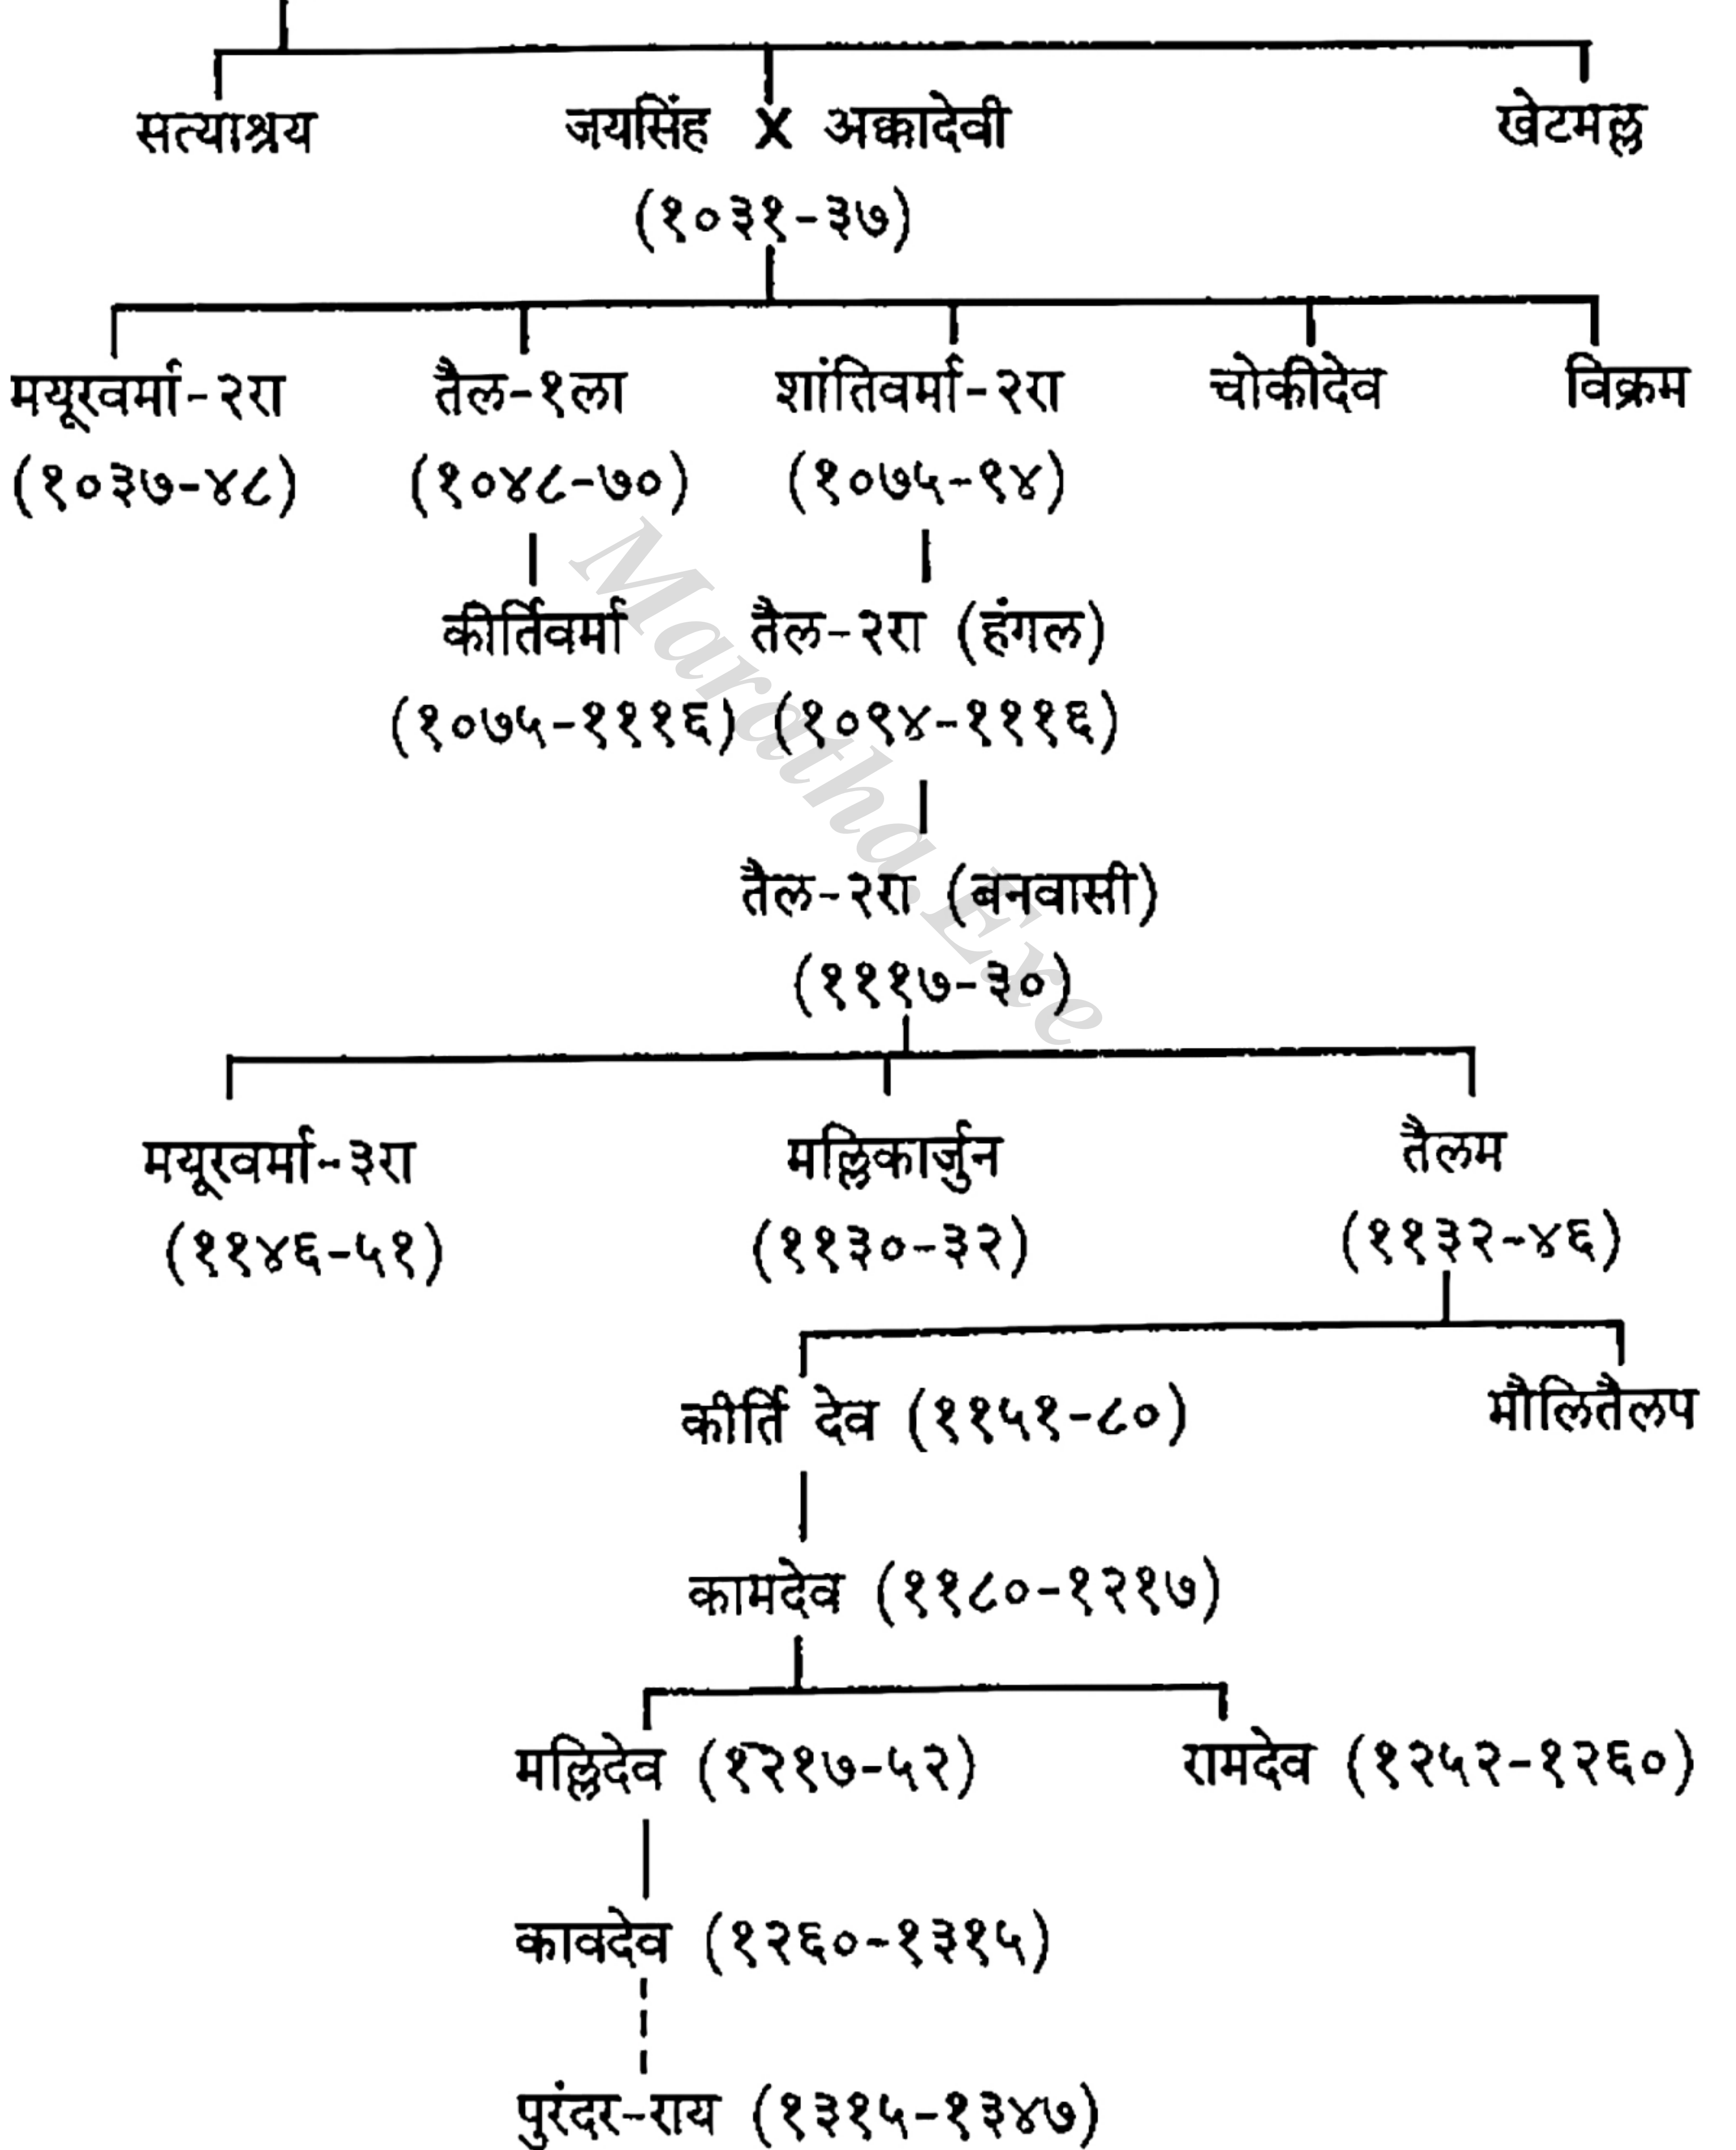 सत्याश्रय जयसिंह X अक्कादेवी खेटमल्ल
(१०३१-३७)
मयूरवर्मा-२रा तैल-१ला शांतिवर्मा-२रा चोकीदेव विक्रम
(१०३७-४८) (१०४८-७०) (१०७५-९४)
कीर्तिवर्मा तैल-२रा (हंगल)
(१०७५-१११६) (१०९४-१११६)
तैल-२रा (बनवासी)
(१११७-३०)
मयूरवर्मा-३रा मल्लिकार्जुन तैलम
(११४६-५१) (११३०-३२) (११३२-४६)
कीर्ति देव (११५१-८०) मौलितैलप
कामदेव (११८०-१२१७)
मल्लिदेव (१२१७-५२) रामदेव (१२५२-१२६०)
कावदेव (१२६०-१३१५)
पुरंदर-राय (१३१५-१३४७)
Maratha.Exe